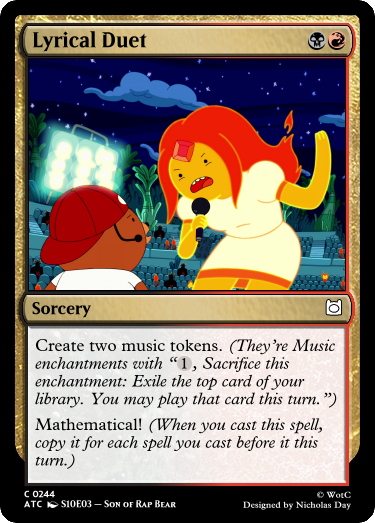 Lyrical Duet
Sorcery
Create two music tokens. (They're Music
enchantments with “1, Sacrifice this
enchantment: Exile the top card of your
library. You may play that card this turn.”)
Mathematical! (When you cast this spell,
copy it for each spell you cast before it this
turn.)
C 0244
ATC S10E03 – Son of Rap Bear
© WotC
Designed by Nicholas Day